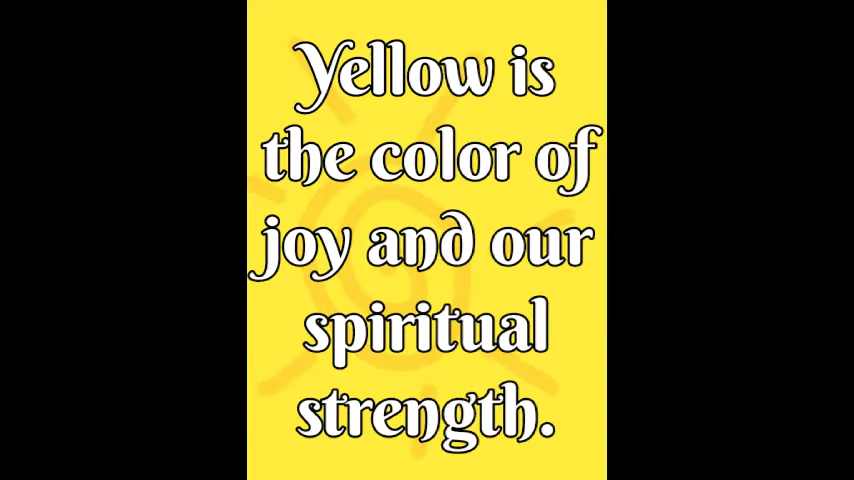 Yellow is
the color of
joy and our
spiritual
strength.